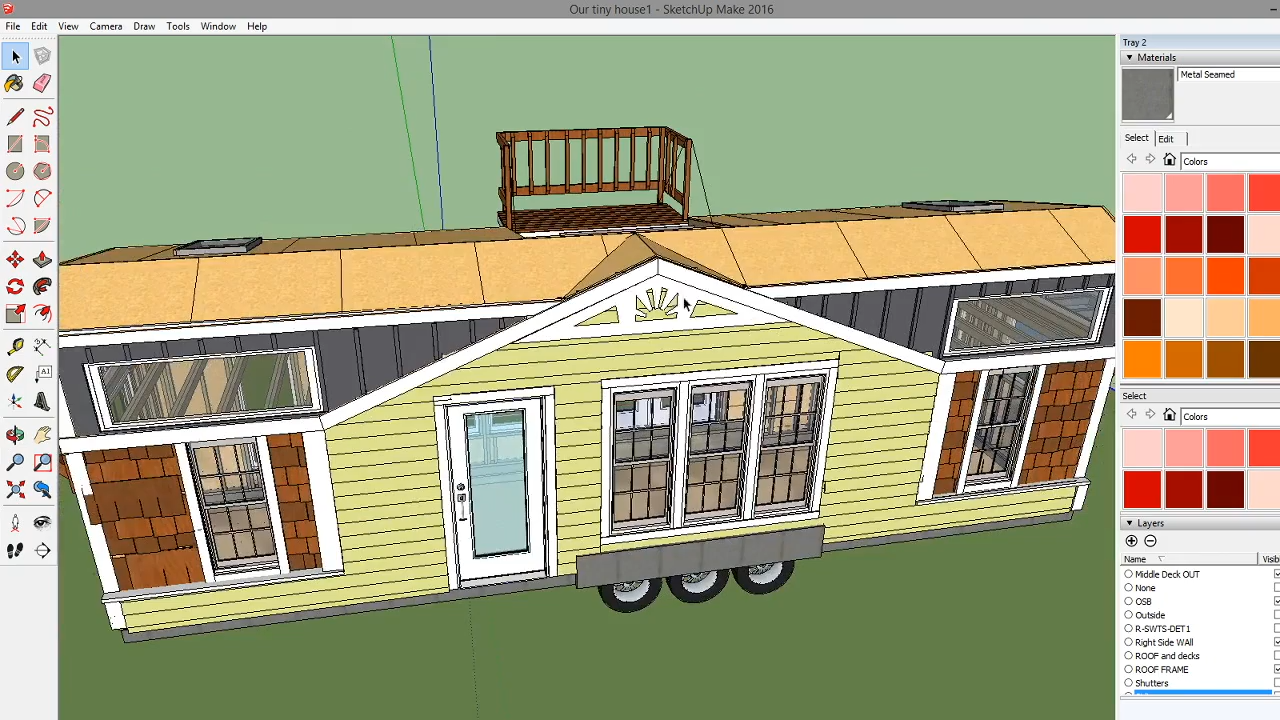 Our tiny house1 - SketchUp Make 2016
File Edit View Camera Draw Tools Window Help
Tray 2
Materials
Metal Seamed
Select Edit
Colors
Select
Colors
Layers
Name Visib
Middle Deck OUT
None
OSB
Outside
R-SWTS-DET1
Right Side WAll
ROOF and decks
ROOF FRAME
Shutters
A1